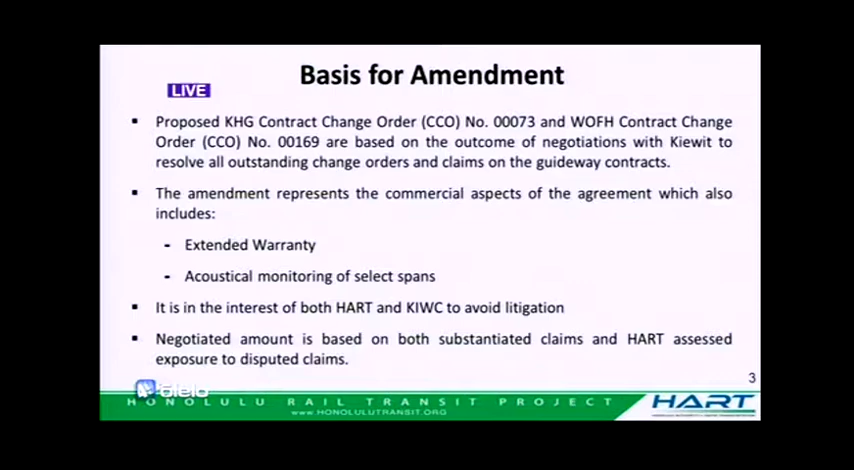 Basis for Amendment
LIVE
▪ Proposed KHG Contract Change Order (CCO) No. 00073 and WOFH Contract Change
Order (CCO) No. 00169 are based on the outcome of negotiations with Kiewit to
resolve all outstanding change orders and claims on the guideway contracts.
▪ The amendment represents the commercial aspects of the agreement which also
includes:
- Extended Warranty
- Acoustical monitoring of select spans
▪ It is in the interest of both HART and KIWC to avoid litigation
▪ Negotiated amount is based on both substantiated claims and HART assessed
exposure to disputed claims.
3
ōlelo
HONOLULU RAIL TRANSIT PROJECT
www.HONOLULUTRANSIT.ORG
HART